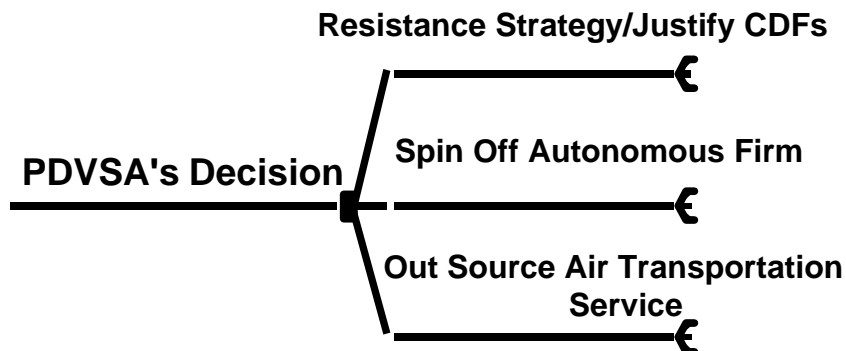 Resistance Strategy/Justify CDFs
PDVSA's Decision
Spin Off Autonomous Firm
Out Source Air Transportation
Service